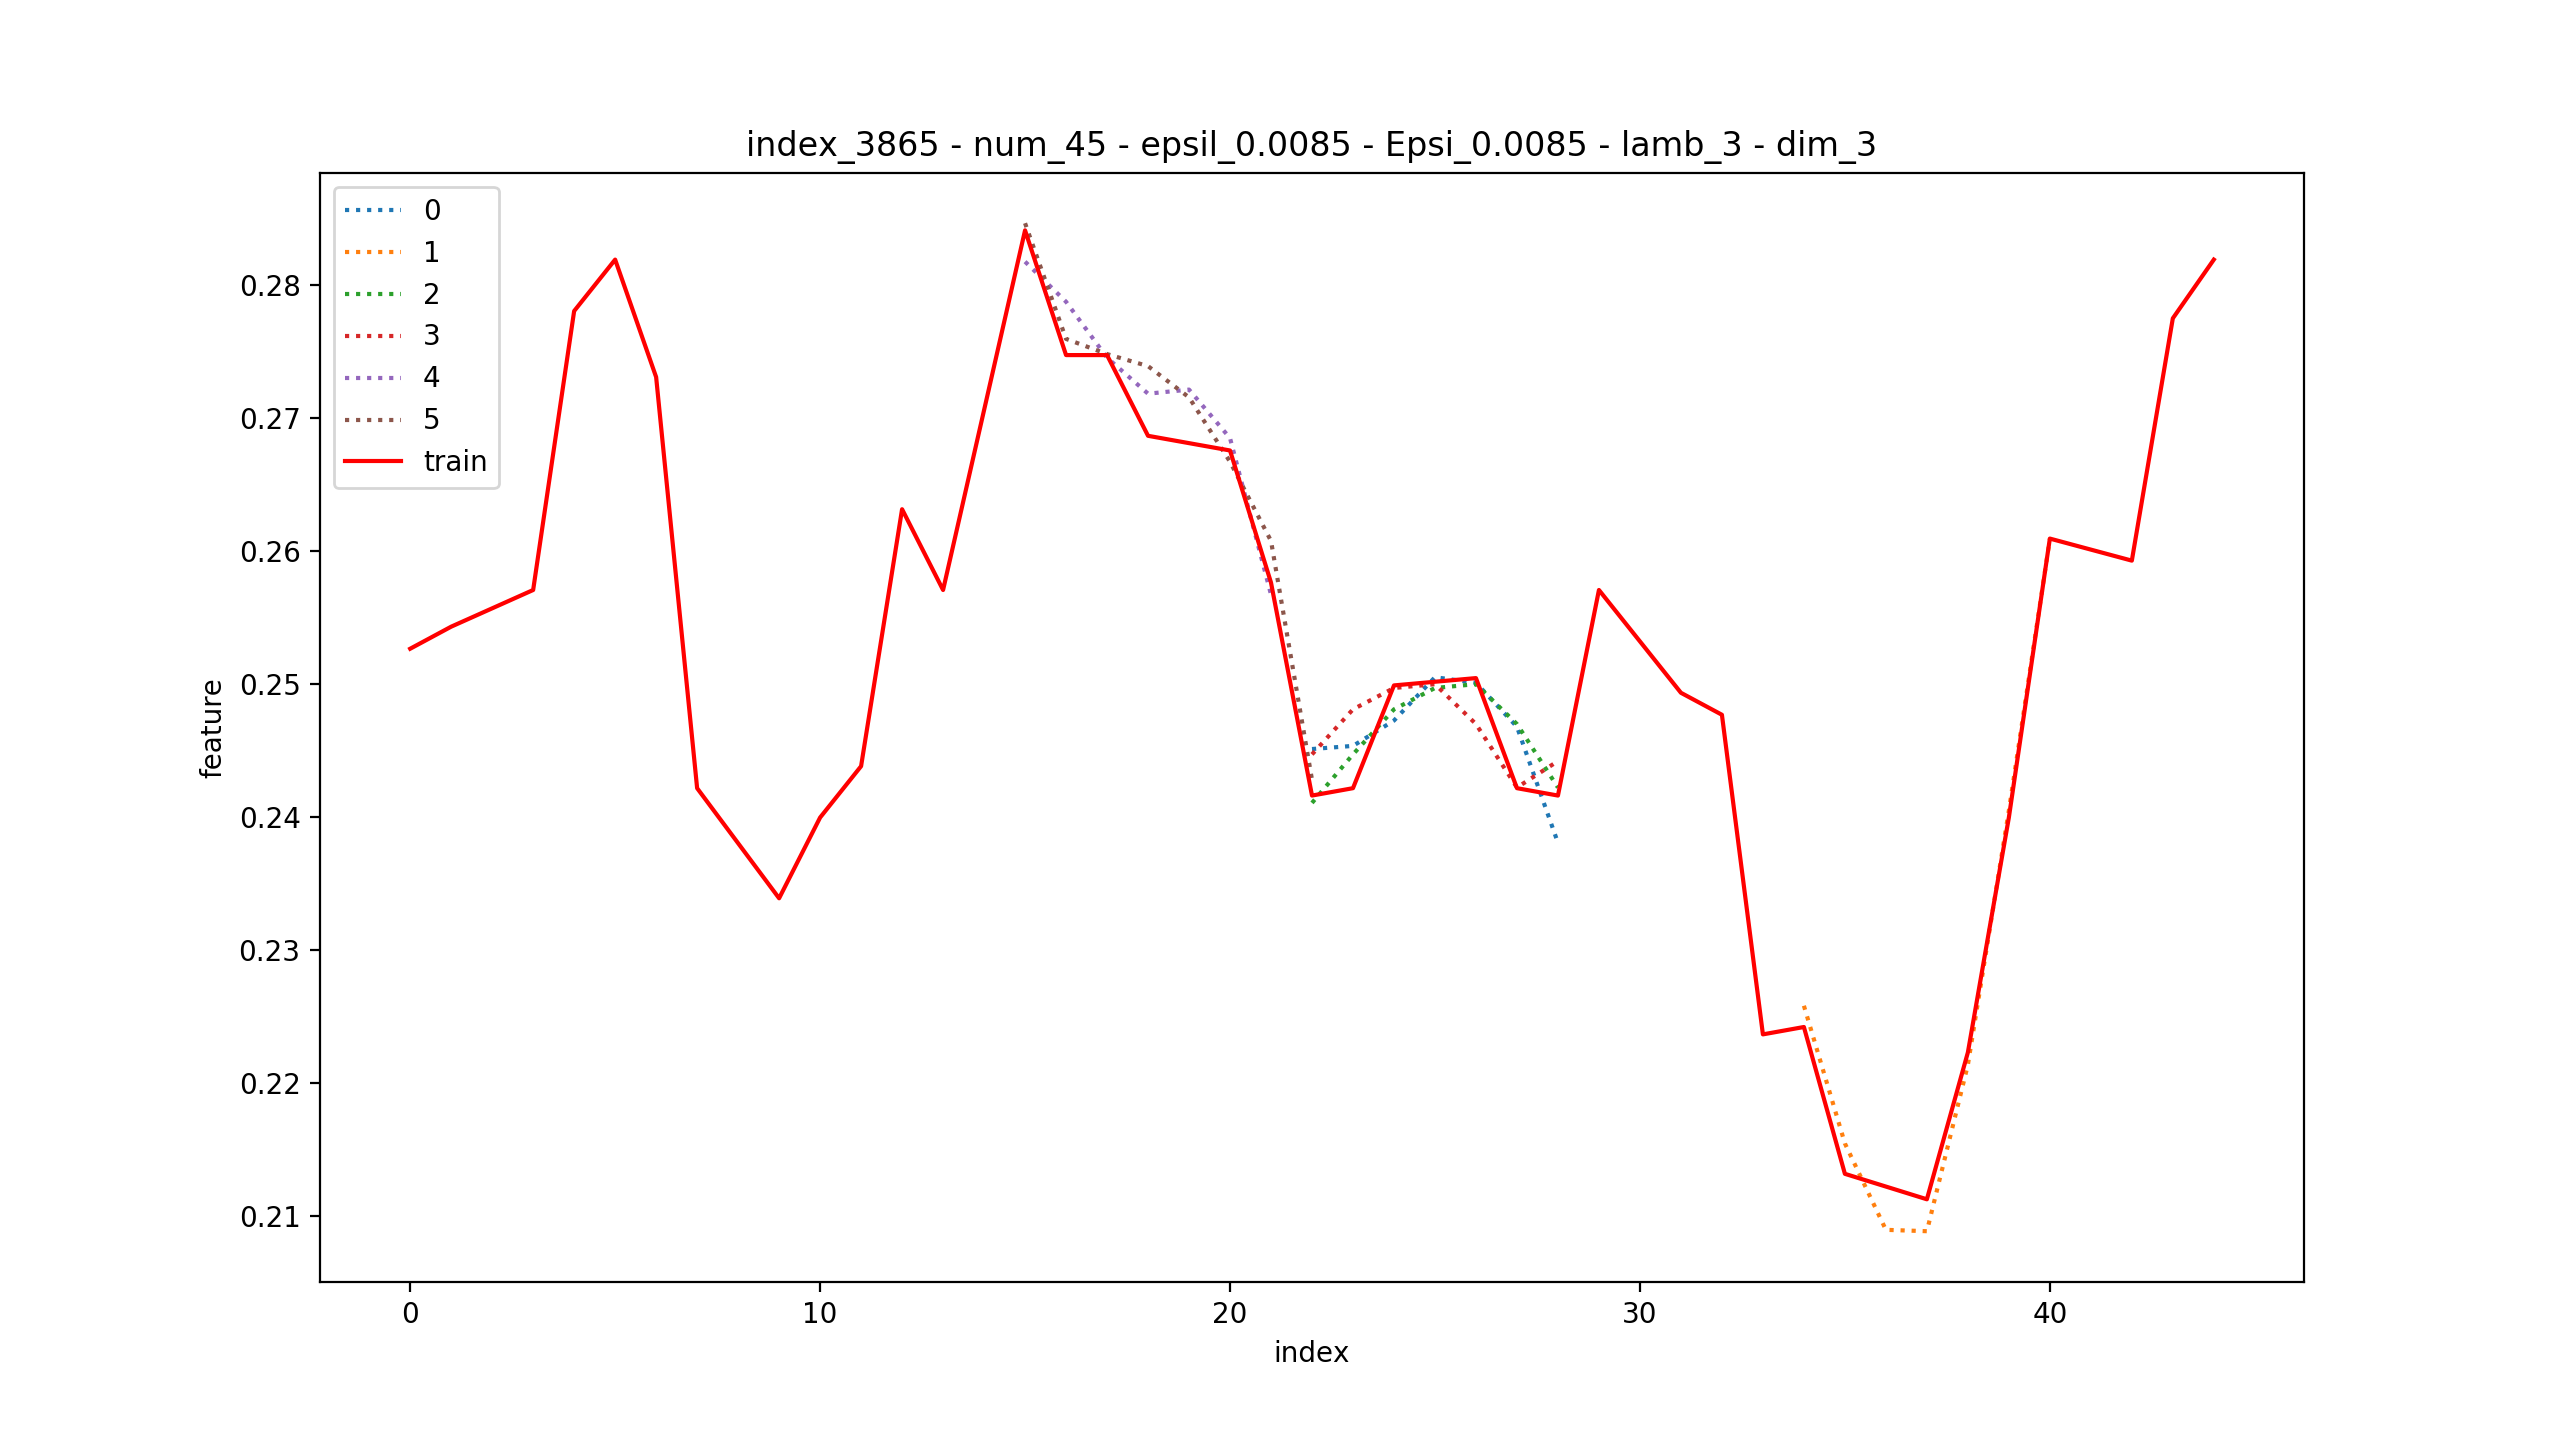 index_3865 - num_45 - epsil_0.0085 - Epsi_0.0085 - lamb_3 - dim_3
0
1
2
3
4
5
train
feature
0.28
0.27
0.26
0.25
0.24
0.23
0.22
0.21
0 10 20 30 40
index